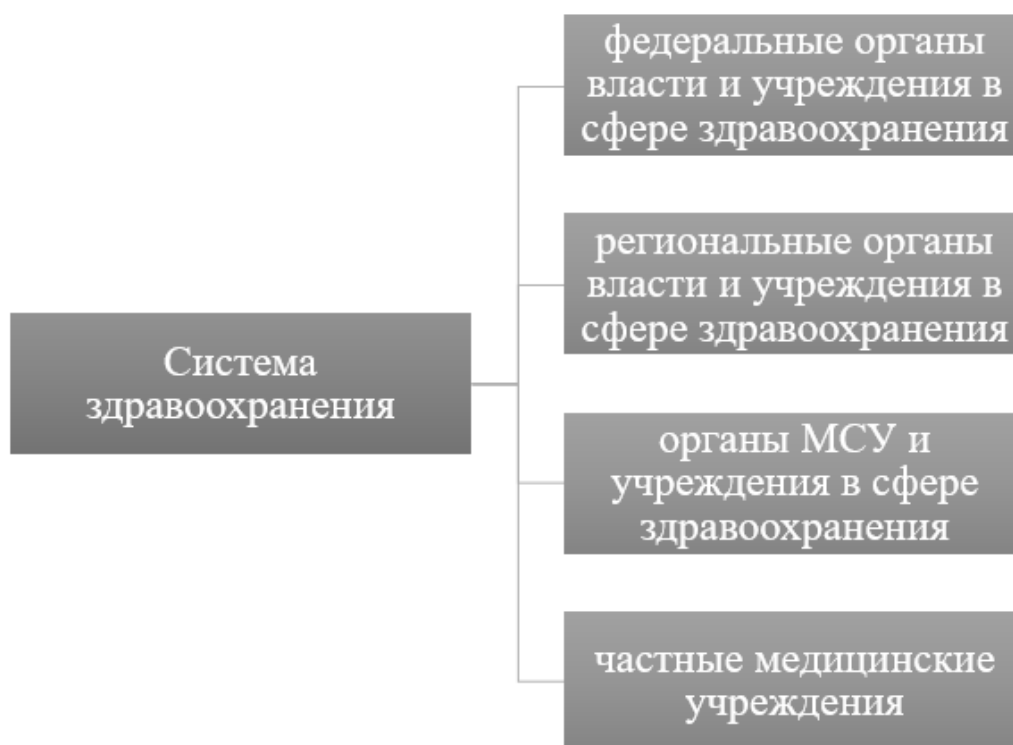 федеральные органы
власти и учреждения в
сфере здравоохранения
региональные органы
власти и учреждения в
сфере здравоохранения
Система
здравоохранения
органы МСУ и
учреждения в сфере
здравоохранения
частные медицинские
учреждения